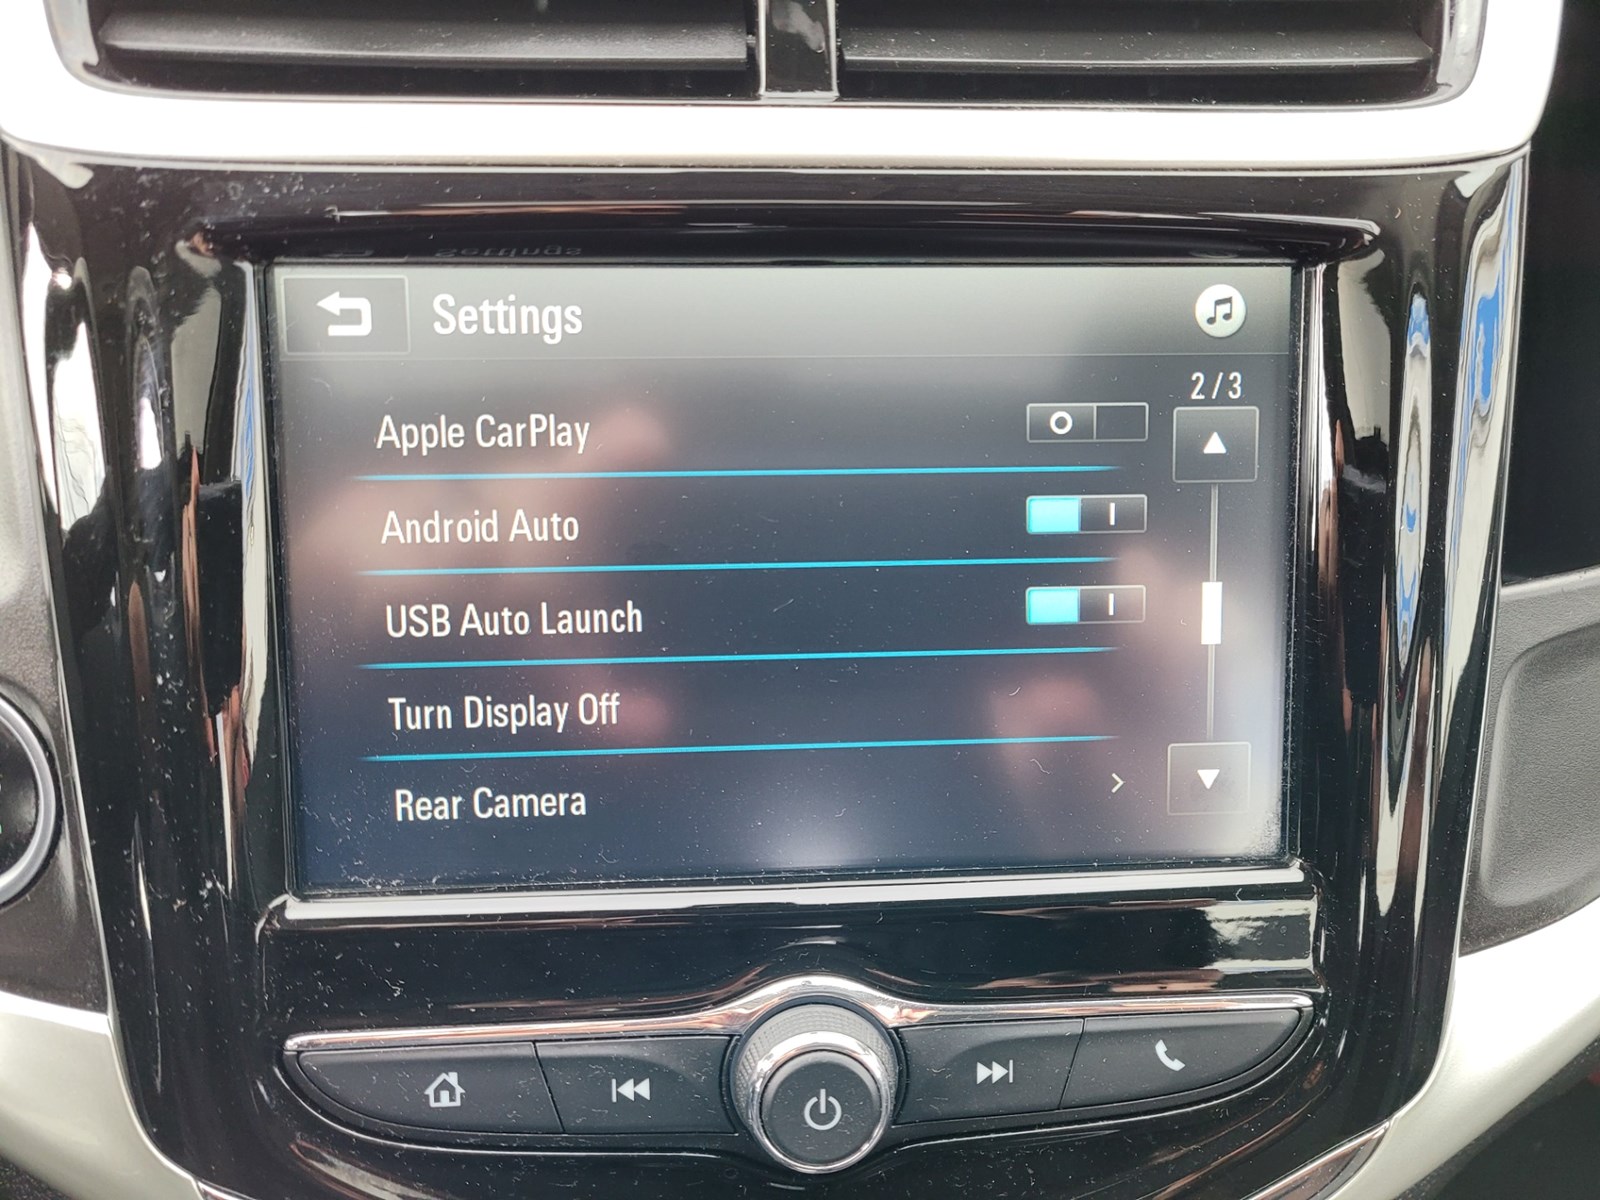 Settings
2/3
Apple CarPlay
Android Auto
USB Auto Launch
Turn Display Off
Rear Camera